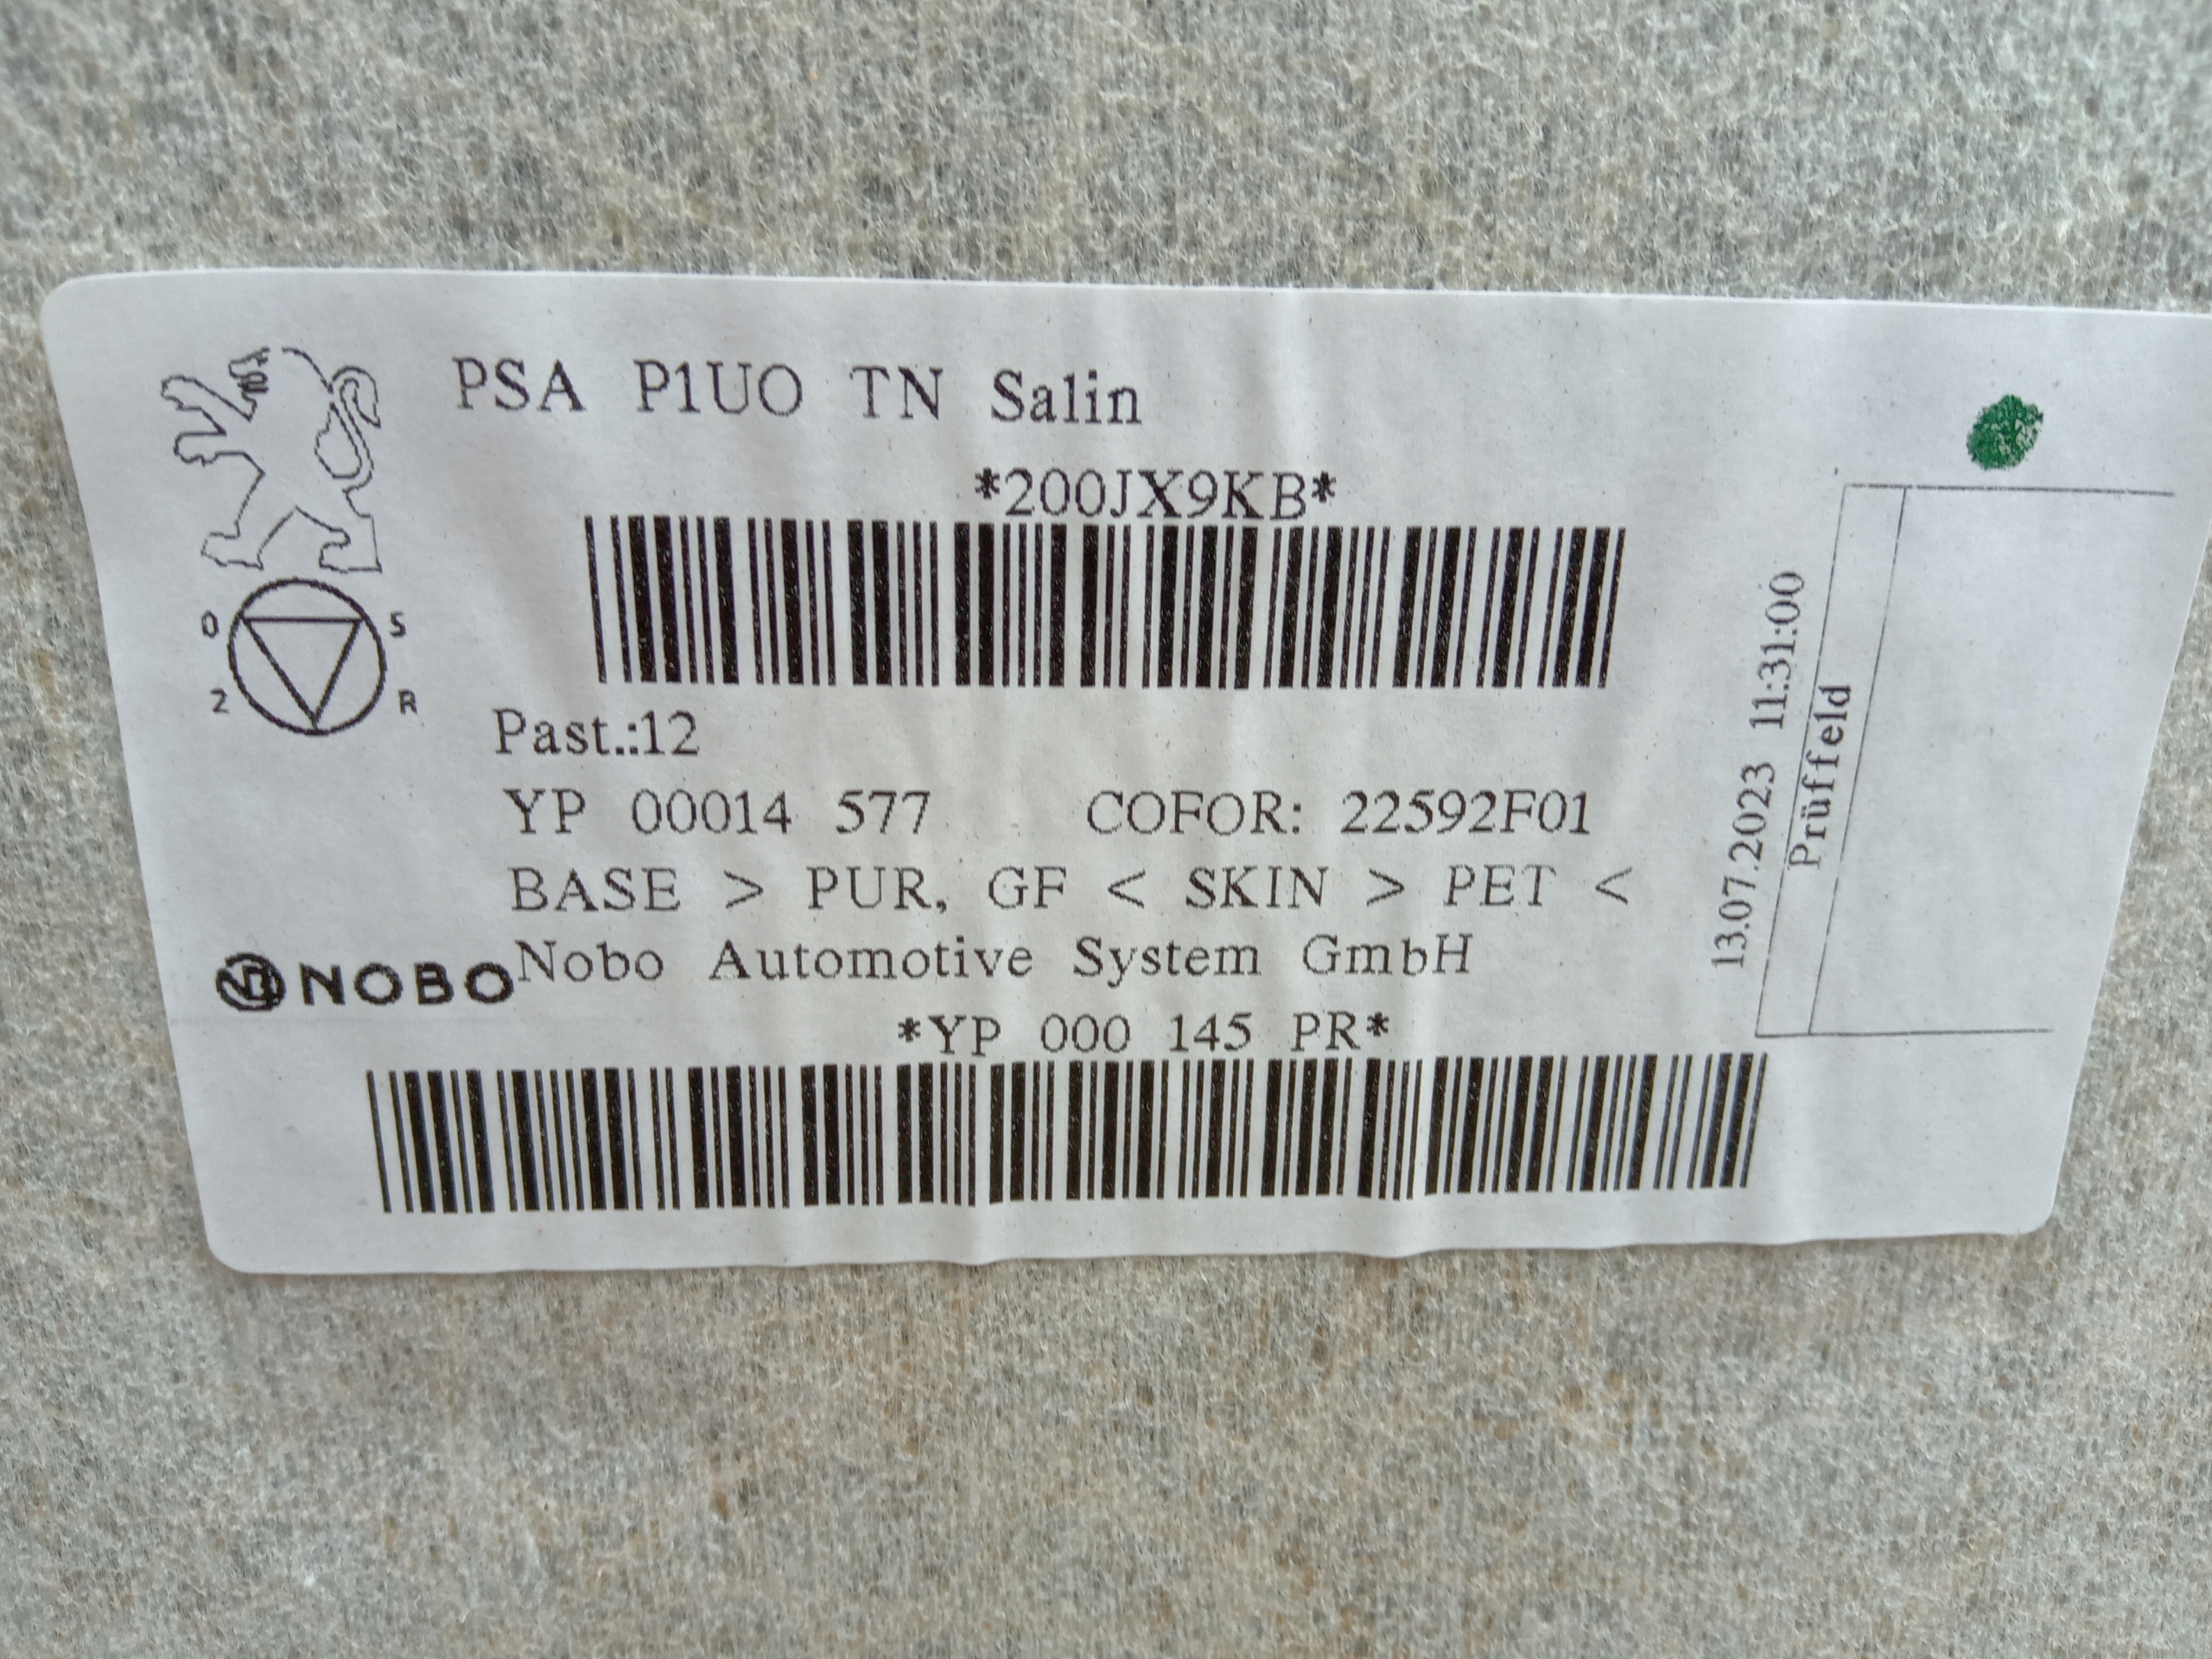 PSA P1UO TN Salin
*200JX9KB*
O S
2 R
Past.:12
YP 00014 577 COFOR: 22592F01
BASE > PUR, GF < SKIN > PET <
NOBO Nobo Automotive System GmbH
*YP 000 145 PR*
13.07.2023 11:31:00
Prüffeld